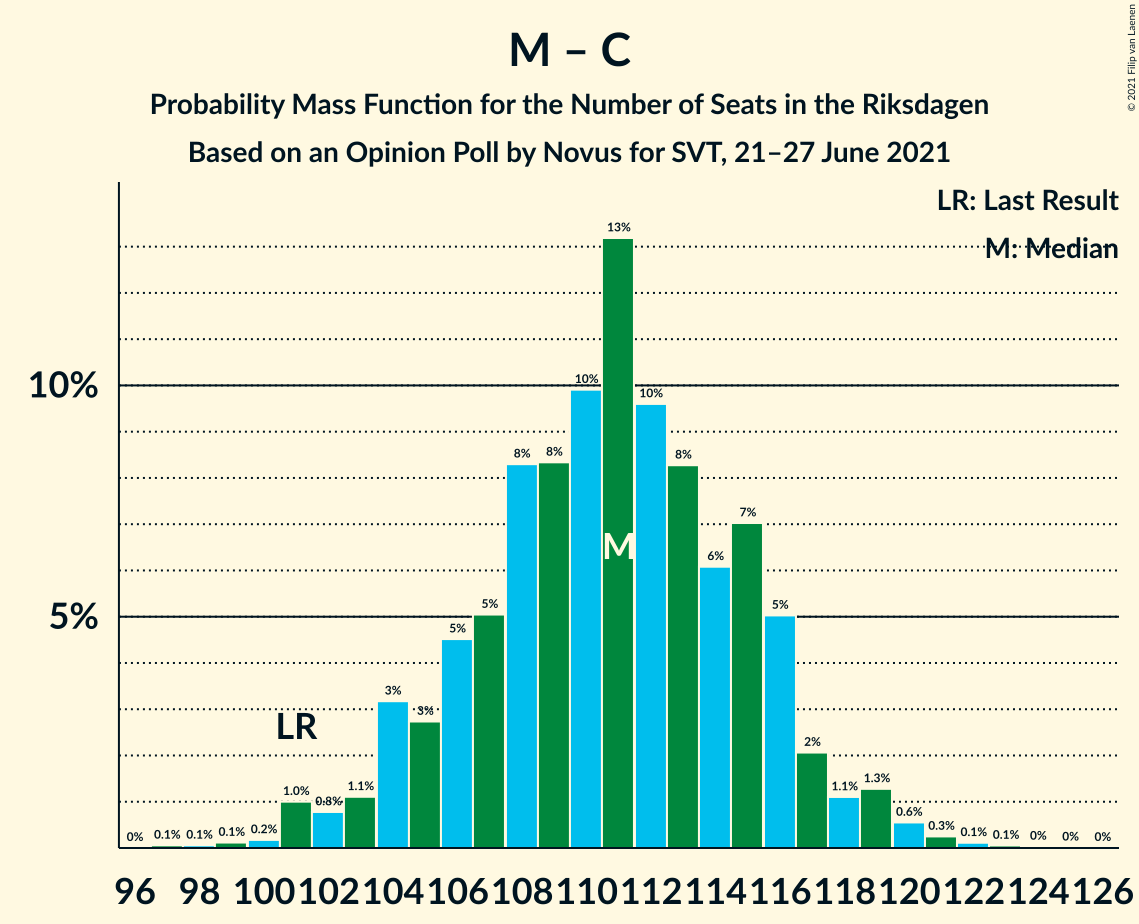 M – C
Probability Mass Function for the Number of Seats in the Riksdagen
Based on an Opinion Poll by Novus for SVT, 21–27 June 2021
© 2021 Filip van Laenen
LR: Last Result
M: Median
10%
5%
LR
M
0% 0.1% 0.1% 0.1% 0.2% 1.0% 0.8% 1.1% 3% 3% 5% 5% 8% 8% 10% 13% 10% 8% 6% 7% 5% 2% 1.1% 1.3% 0.6% 0.3% 0.1% 0.1% 0% 0% 0%
96 98 100 102 104 106 108 110 112 114 116 118 120 122 124 126